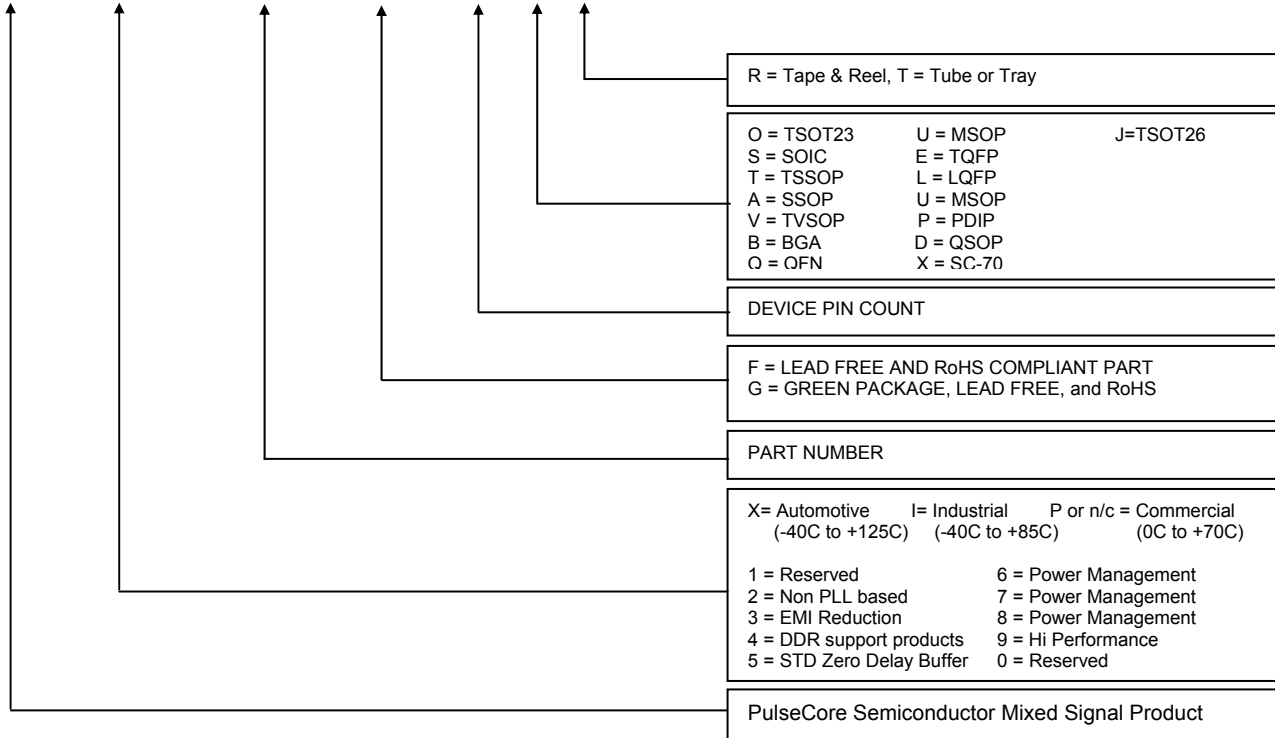 R = Tape & Reel, T = Tube or Tray
O = TSOT23 U = MSOP J=TSOT26
S = SOIC E = TQFP
T = TSSOP L = LQFP
A = SSOP U = MSOP
V = TVSOP P = PDIP
B = BGA D = QSOP
Q = QFN X = SC-70
DEVICE PIN COUNT
F = LEAD FREE AND RoHS COMPLIANT PART
G = GREEN PACKAGE, LEAD FREE, and RoHS
PART NUMBER
X= Automotive I= Industrial P or n/c = Commercial
(-40C to +125C) (-40C to +85C) (0C to +70C)
1 = Reserved 6 = Power Management
2 = Non PLL based 7 = Power Management
3 = EMI Reduction 8 = Power Management
4 = DDR support products 9 = Hi Performance
5 = STD Zero Delay Buffer 0 = Reserved
PulseCore Semiconductor Mixed Signal Product